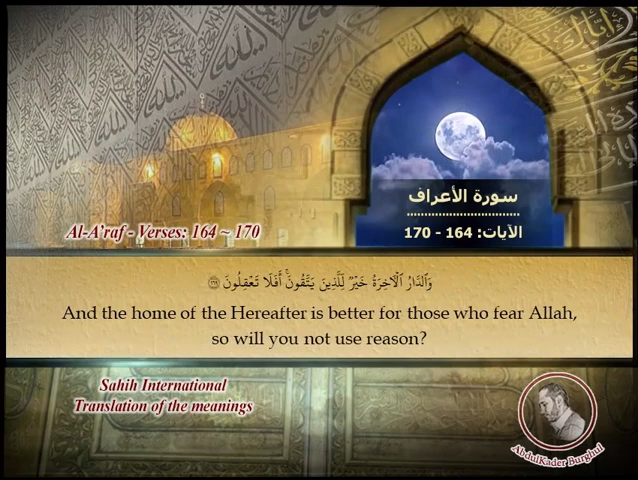 سورة الأعراف
الآيات: 164 - 170
Al-A'raf - Verses: 164 ~ 170
وَٱلدَّارُ ٱلْـَٔاخِرَةُ خَيْرٌ لِّلَّذِينَ يَتَّقُونَ ۗ أَفَلَا تَعْقِلُونَ ١٦٩
And the home of the Hereafter is better for those who fear Allah,
so will you not use reason?
Sahih International
Translation of the meanings
AbdulKader Burghul